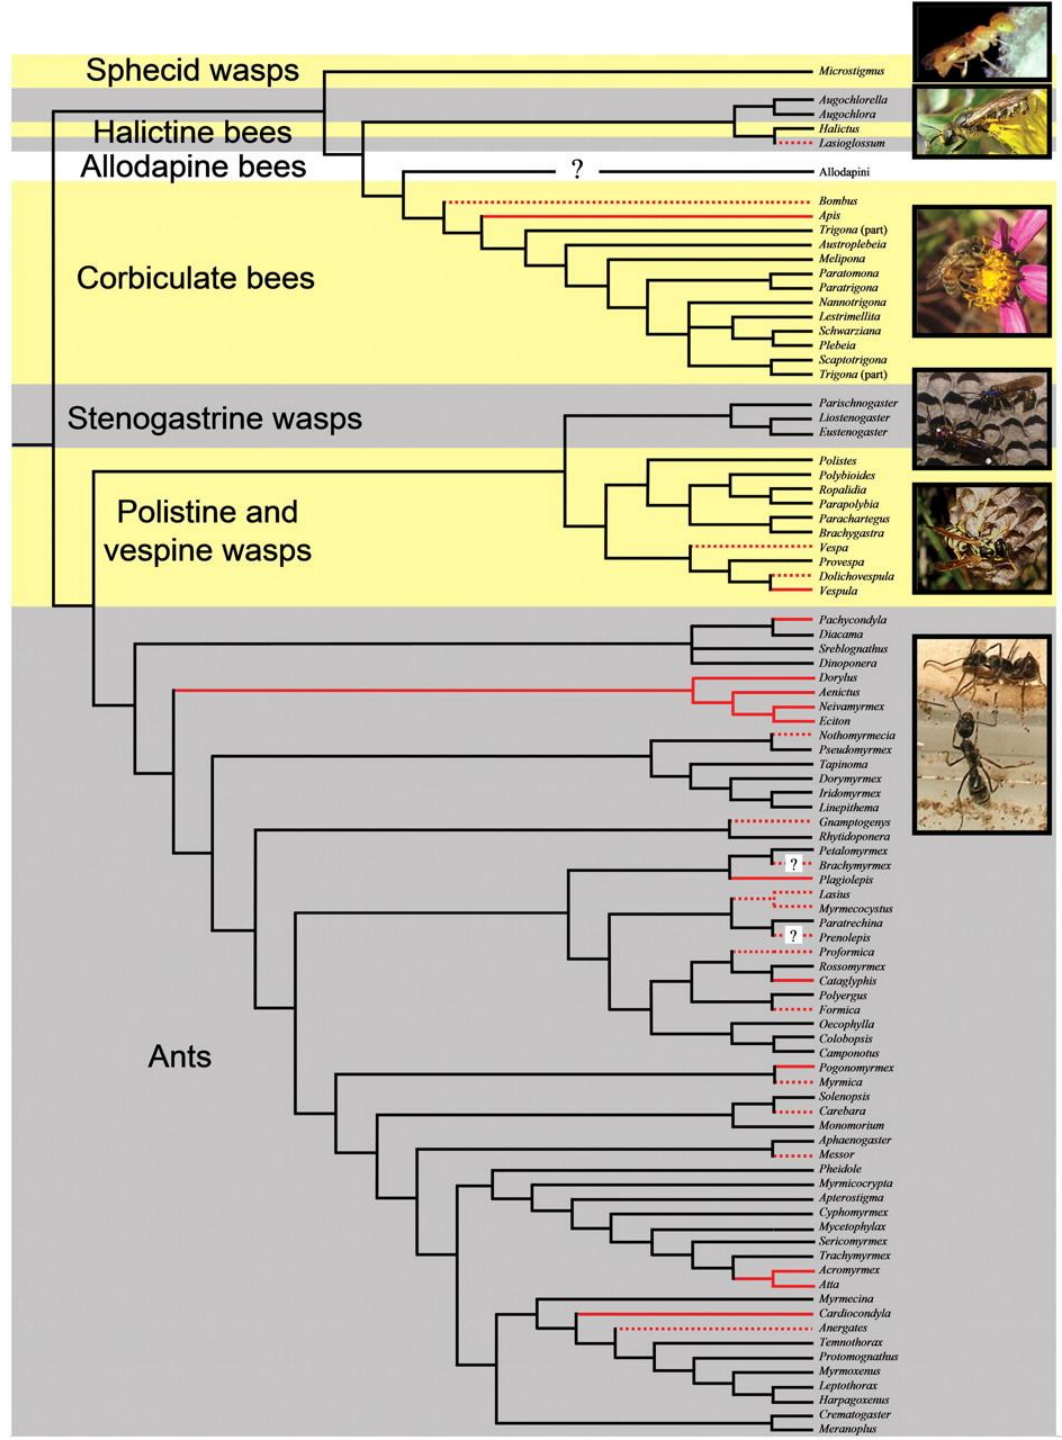 Sphecid wasps
Microstigmus
Augochlorella
Augochlora
Halictine bees
Halictus
Lasioglossum
Allodapine bees
?
Allodapini
Bombus
Apis
Trigona (part)
Austroplebeia
Corbiculate bees
Melipona
Paratomona
Paratrigona
Nannotrigona
Lestrimellita
Schwarziana
Plebeia
Scaptotrigona
Trigona (part)
Stenogastrine wasps
Parischnogaster
Liostenogaster
Eustenogaster
Polistine and
vespine wasps
Polistes
Polybioides
Ropalidia
Parapolybia
Parachartegus
Brachygastra
Vespa
Provespa
Dolichovespula
Vespula
Pachycondyla
Diacama
Sreblognathus
Dinoponera
Dorylus
Aenictus
Neivamyrmex
Eciton
Nothomyrmecia
Pseudomyrmex
Tapinoma
Dorymyrmex
Iridomyrmex
Linepithema
Gnamptogenys
Rhytidoponera
Petalomyrmex
?
Brachymyrmex
Plagiolepis
Lasius
Myrmecocystus
Paratrechina
?
Prenolepis
Proformica
Rossomyrmex
Cataglyphis
Polyergus
Formica
Oecophylla
Colobopsis
Camponotus
Ants
Pogonomyrmex
Myrmica
Solenopsis
Carebara
Monomorium
Aphaenogaster
Messor
Pheidole
Myrmicocrypta
Apterostigma
Cyphomyrmex
Mycetophylax
Sericomyrmex
Trachymyrmex
Acromyrmex
Atta
Myrmecina
Cardiocondyla
Anergates
Temnothorax
Protomognathus
Myrmoxenus
Leptothorax
Harpagoxenus
Crematogaster
Meranoplus